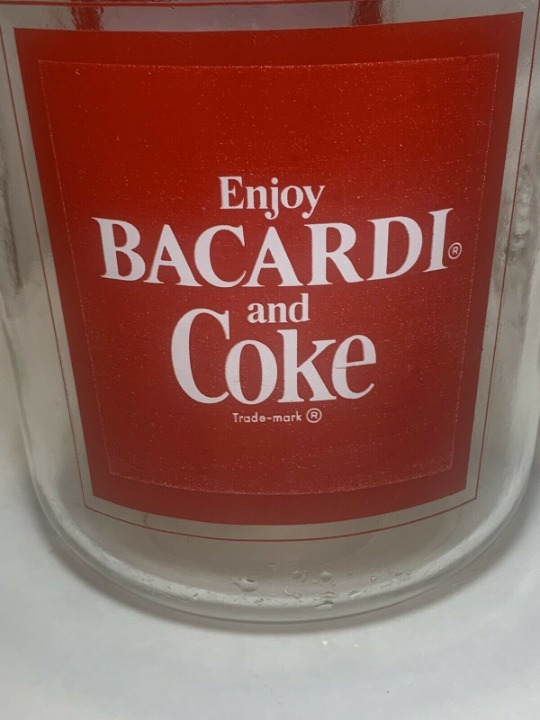 Enjoy
BACARDI®
and
Coke
Trade-mark ®